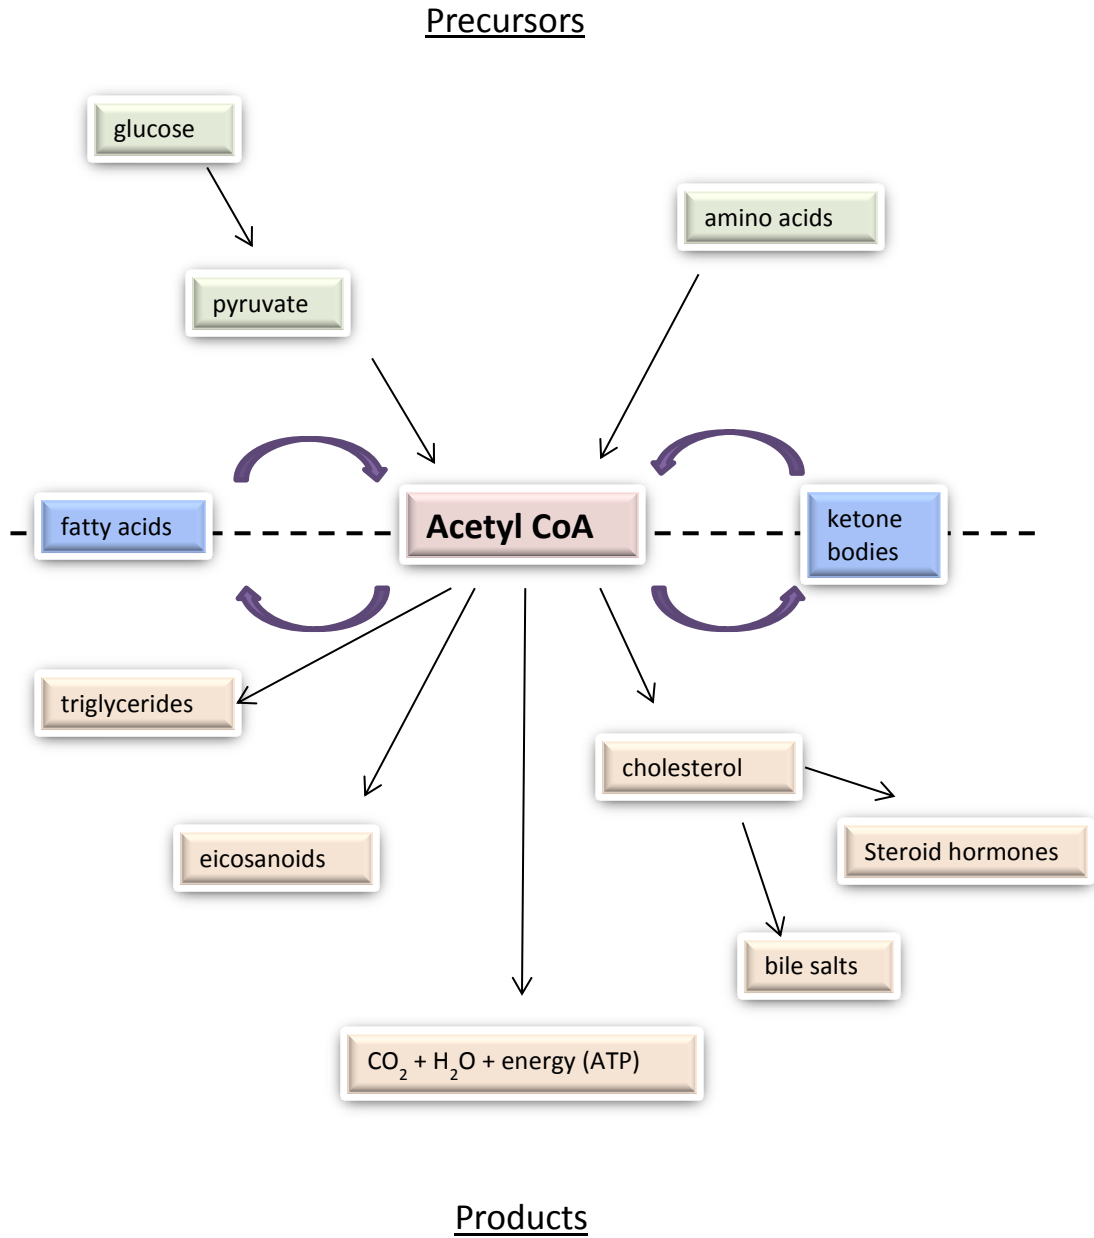 Precursors
glucose
amino acids
pyruvate
fatty acids
Acetyl CoA
ketone
bodies
triglycerides
cholesterol
eicosanoids
Steroid hormones
bile salts
CO₂ + H₂O + energy (ATP)
Products